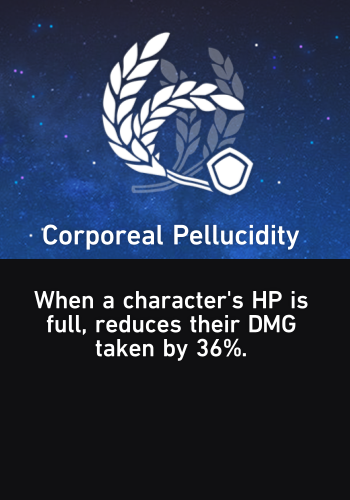 Corporeal Pellucidity
When a character's HP is
full, reduces their DMG
taken by 36%.